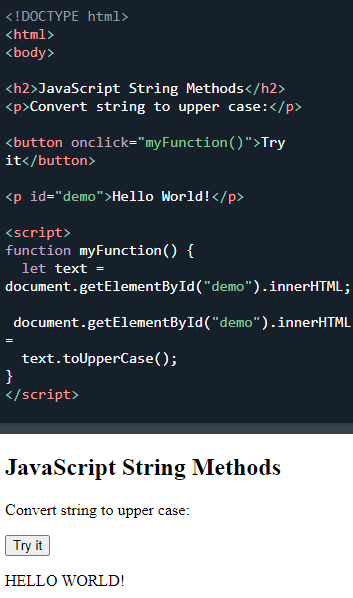 <!DOCTYPE html>
<html>
<body>
<h2>JavaScript String Methods</h2>
<p>Convert string to upper case:</p>
<button onclick="myFunction()">Try
it</button>
<p id="demo">Hello World!</p>
<script>
function myFunction() {
  let text =
document.getElementById("demo").innerHTML;
 document.getElementById("demo").innerHTML
=
  text.toUpperCase();
}
</script>
JavaScript String Methods
Convert string to upper case:
Try it
HELLO WORLD!